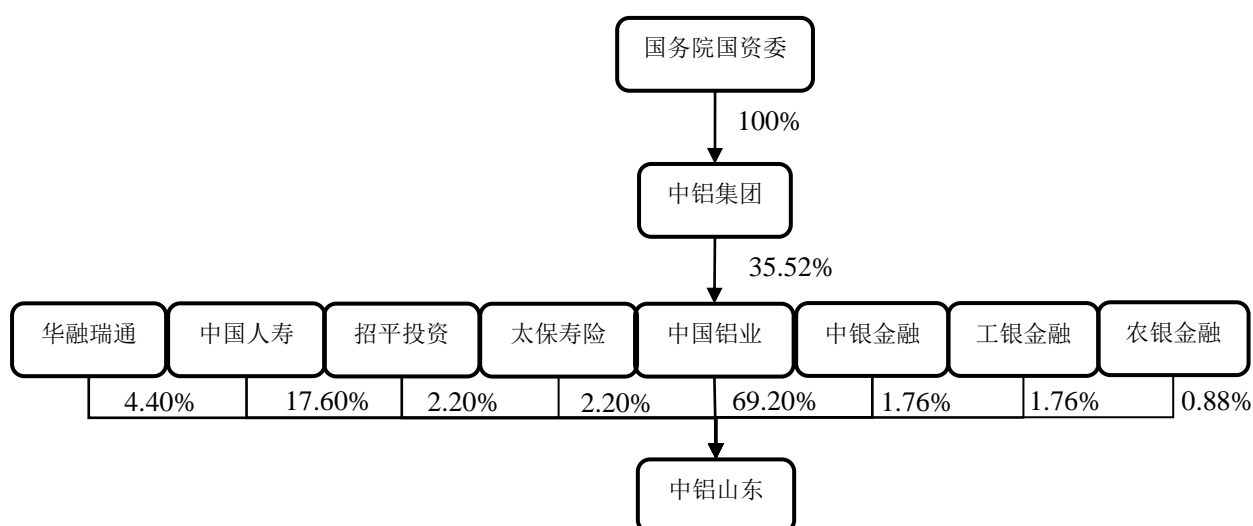 国务院国资委
100%
中铝集团
35.52%
华融瑞通 中国人寿 招平投资 太保寿险 中国铝业 中银金融 工银金融 农银金融
4.40% 17.60% 2.20% 2.20% 69.20% 1.76% 1.76% 0.88%
中铝山东